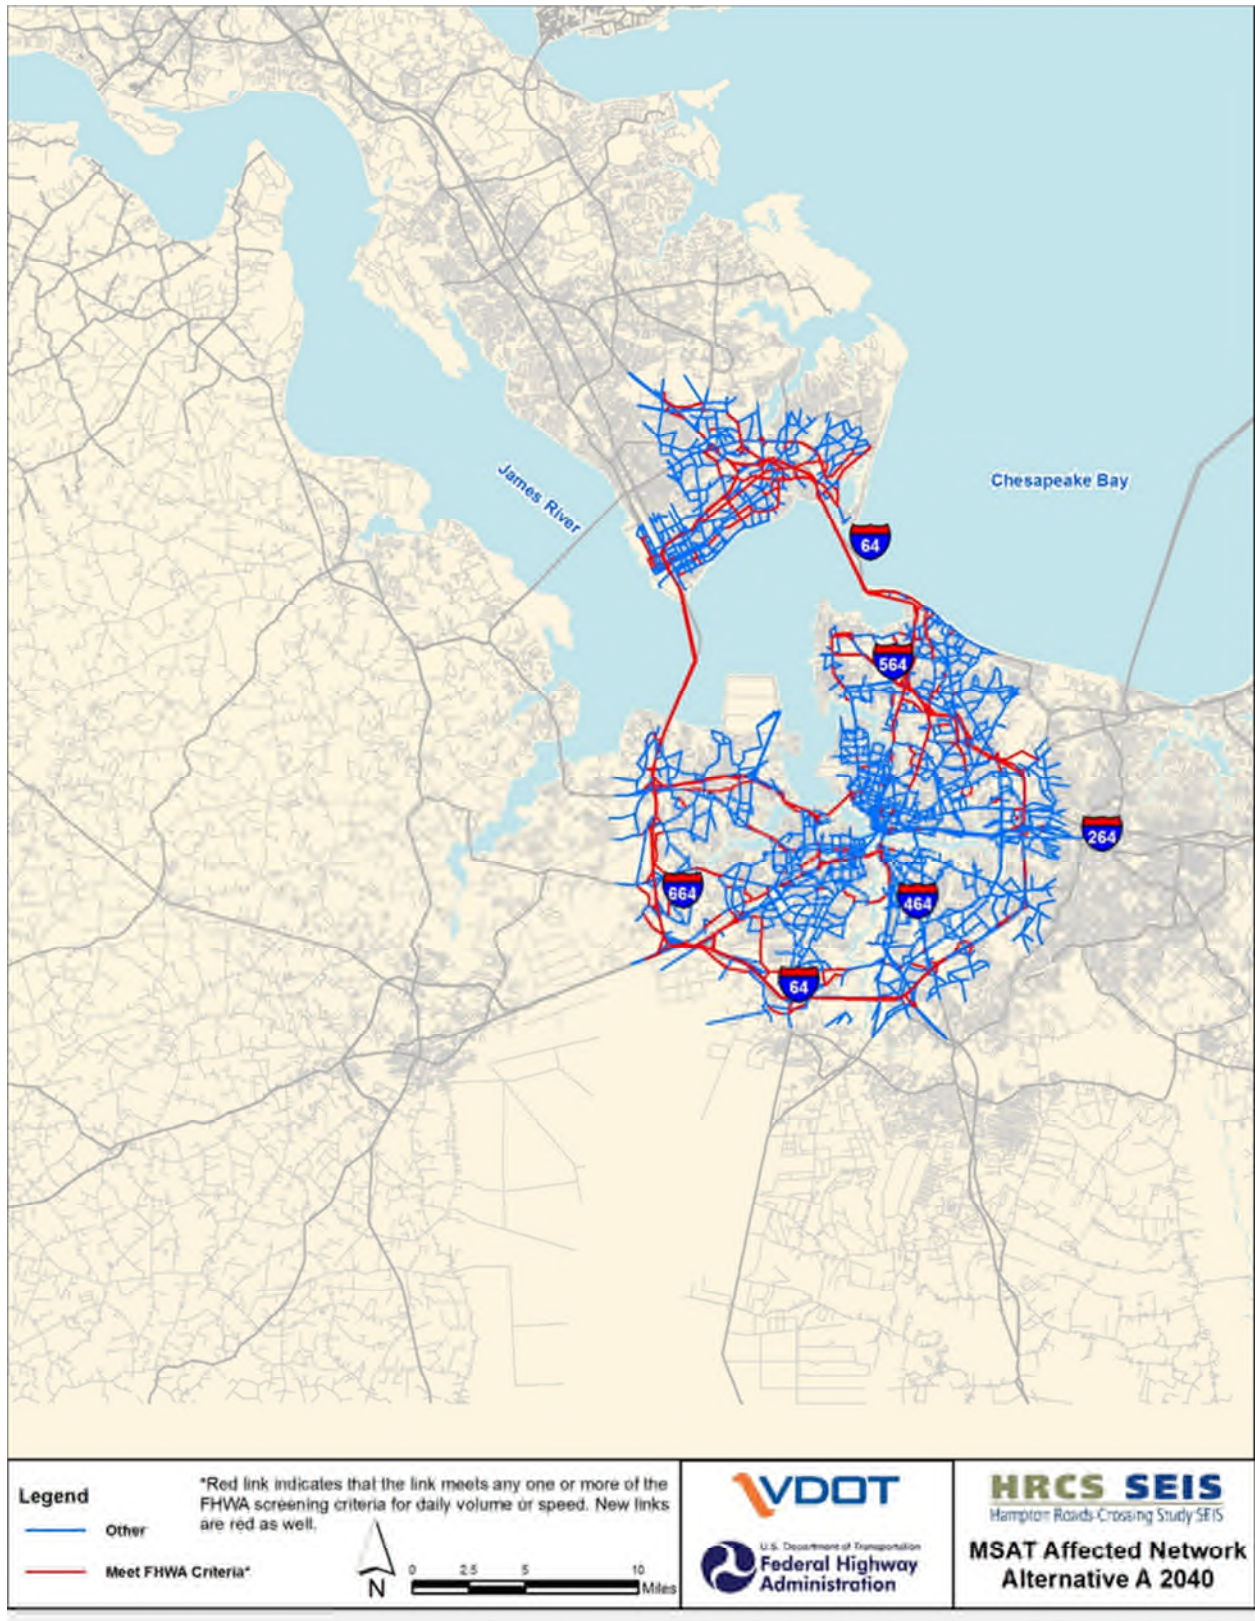 James River
Chesapeake Bay
64
564
264
664
464
64
Legend
Other
Meet FHWA Criteria*
*Red link indicates that the link meets any one or more of the
FHWA screening criteria for daily volume or speed. New links
are red as well.
N
0 2.5 5 10
Miles
VDOT
U.S. Department of Transportation
Federal Highway
Administration
HRCS SEIS
Hampton Roads Crossing Study SEIS
MSAT Affected Network
Alternative A 2040